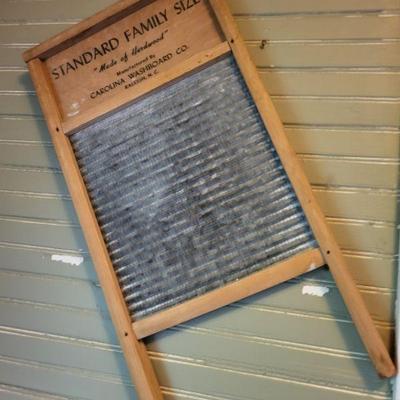 STANDARD FAMILY SIZE
"Made of Hardwood"
Manufactured By
CAROLINA WASHBOARD CO.
RALEIGH, N.C.